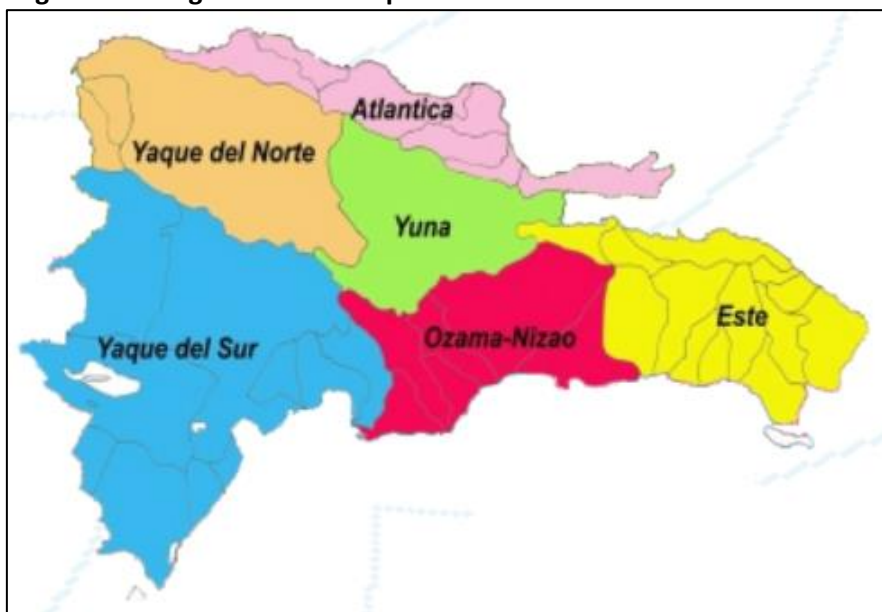 Atlantica
Yaque del Norte
Yuna
Ozama-Nizao
Este
Yaque del Sur